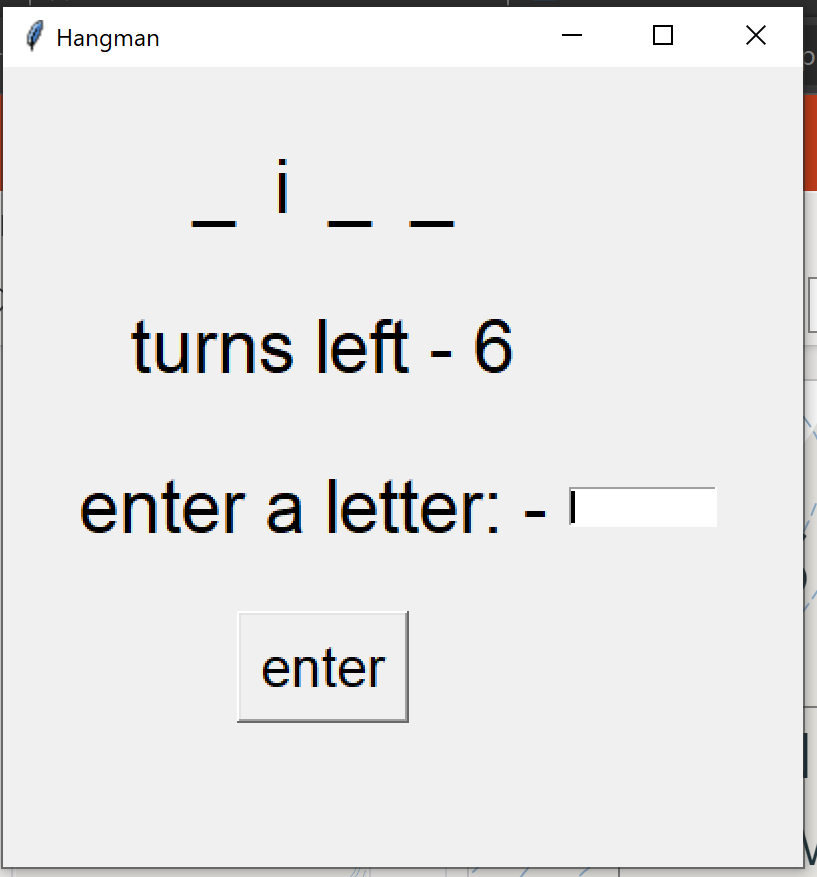 Hangman
_ i _ _
turns left - 6
enter a letter: -
enter